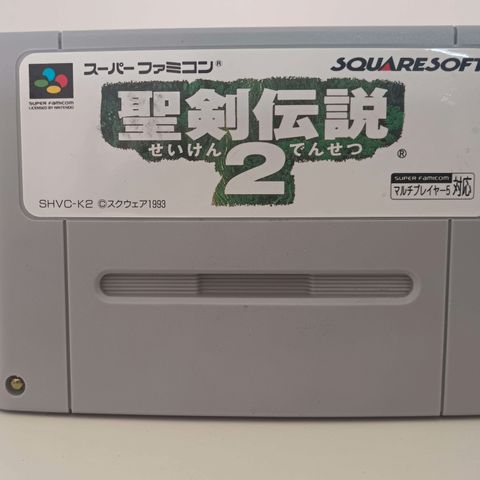 スーパーファミコン®
SQUARESOFT
SUPER FAMICOM
LICENSED BY NINTENDO
聖剣伝説
せいけん でんせつ
2
®
SUPER FAMICOM
マルチプレイヤー5 対応
SHVC-K2 ©スクウェア1993